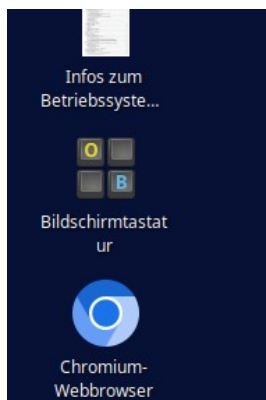 Infos zum
Betriebssyste...
O
B
Bildschirmtastat
ur
Chromium-
Webbrowser